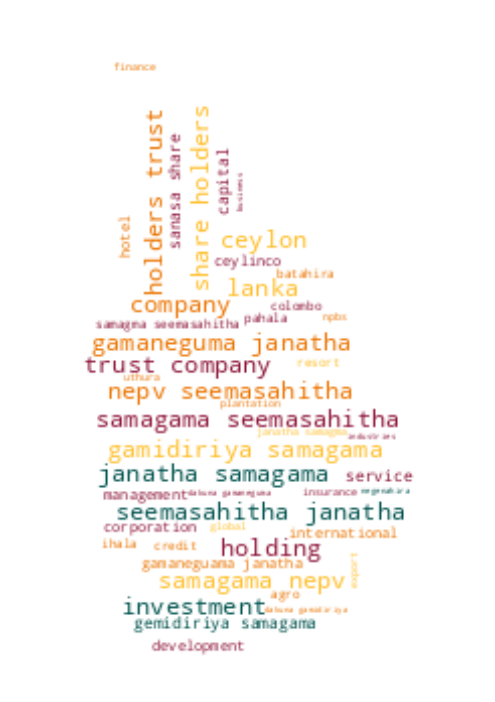 finance
holders trust
sanasa share
share holders
capital
business
hotel
ceylon
ceylinco
batahira
lanka
company
colombo
pahala
npbs
samagma seemasahitha
gamaneguma janatha
trust company
resort
uthura
nepv seemasahitha
plantation
samagama seemasahitha
janatha samagma
industries
gamidiriya samagama
janatha samagama
service
management
dakuna gamaneguma
insurance
negenahira
seemasahitha janatha
corporation
global
international
ihala
credit
holding
gamaneguama janatha
export
samagama nepv
agro
investment
dakuna gamidiriya
gemidiriya samagama
development